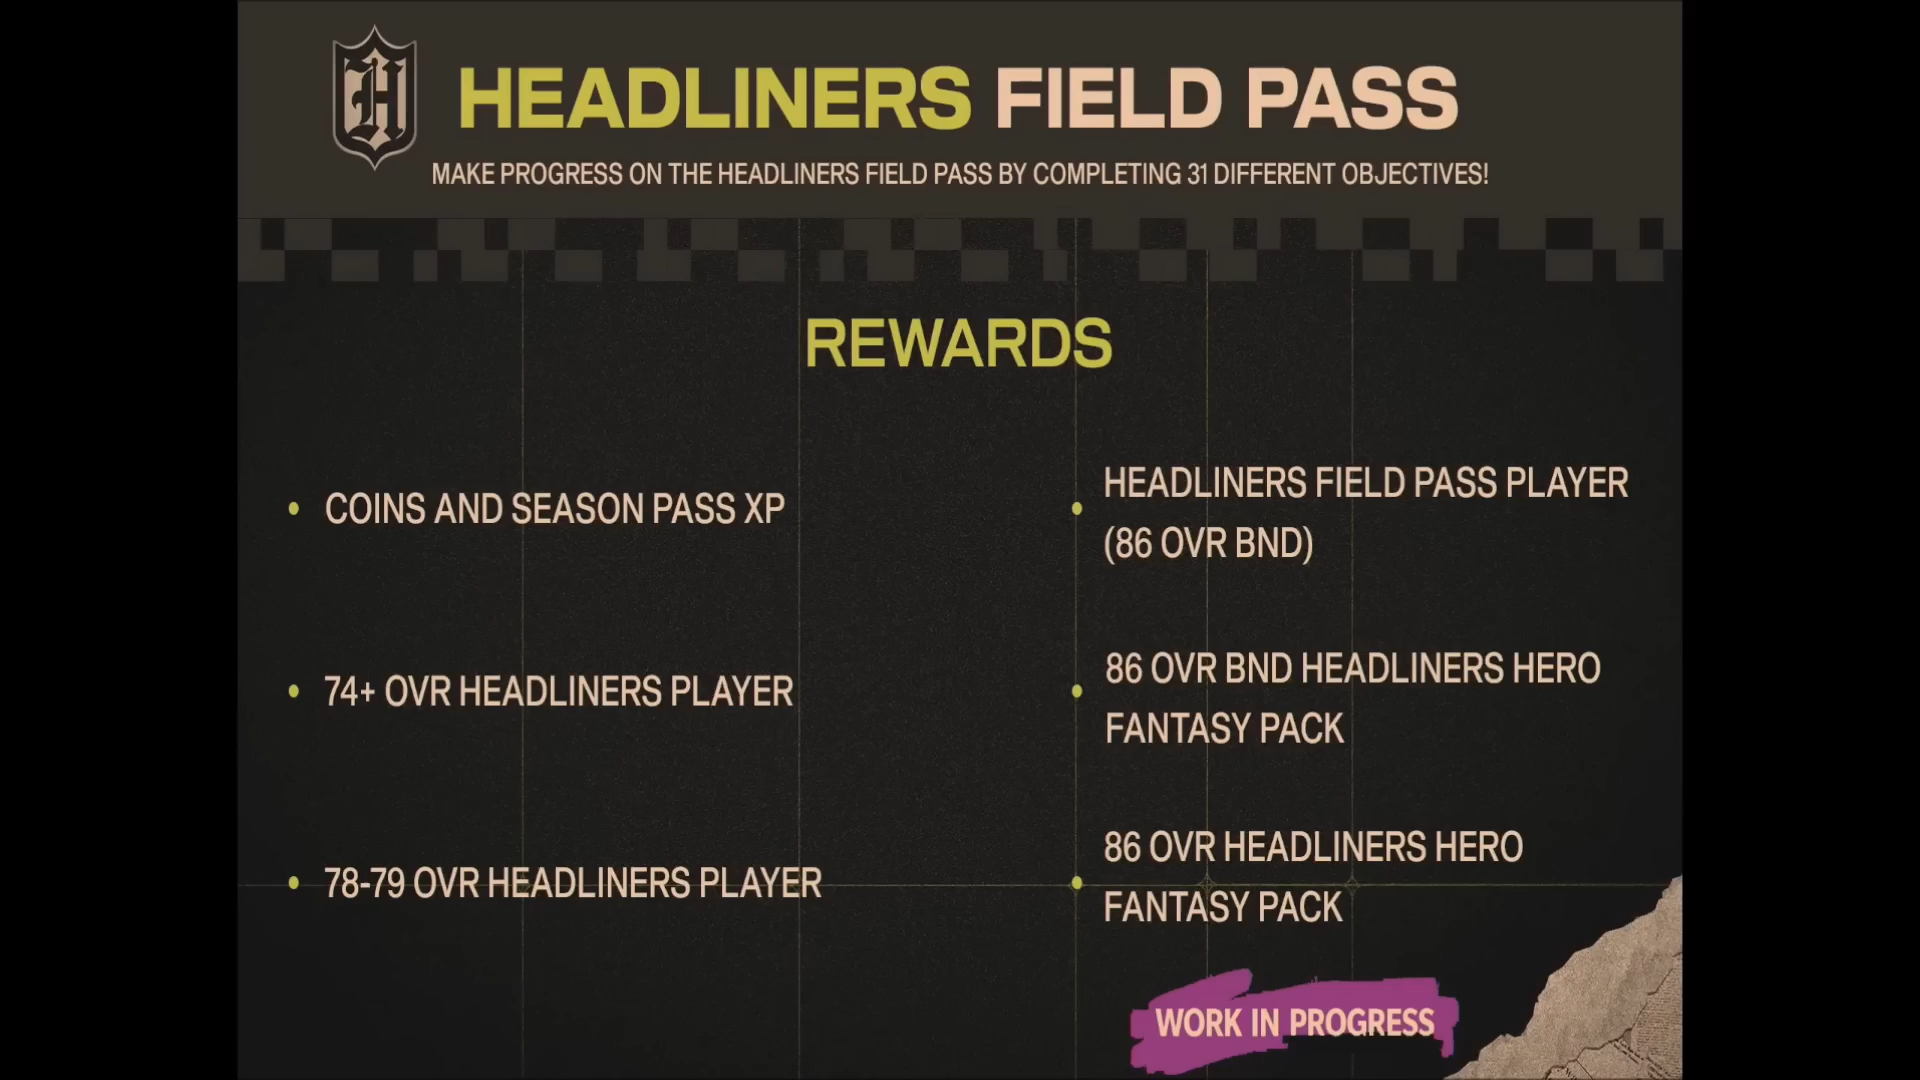 H
HEADLINERS FIELD PASS
MAKE PROGRESS ON THE HEADLINERS FIELD PASS BY COMPLETING 31 DIFFERENT OBJECTIVES!
REWARDS
• COINS AND SEASON PASS XP
• 74+ OVR HEADLINERS PLAYER
• 78-79 OVR HEADLINERS PLAYER
• HEADLINERS FIELD PASS PLAYER
(86 OVR BND)
• 86 OVR BND HEADLINERS HERO
FANTASY PACK
• 86 OVR HEADLINERS HERO
FANTASY PACK
WORK IN PROGRESS